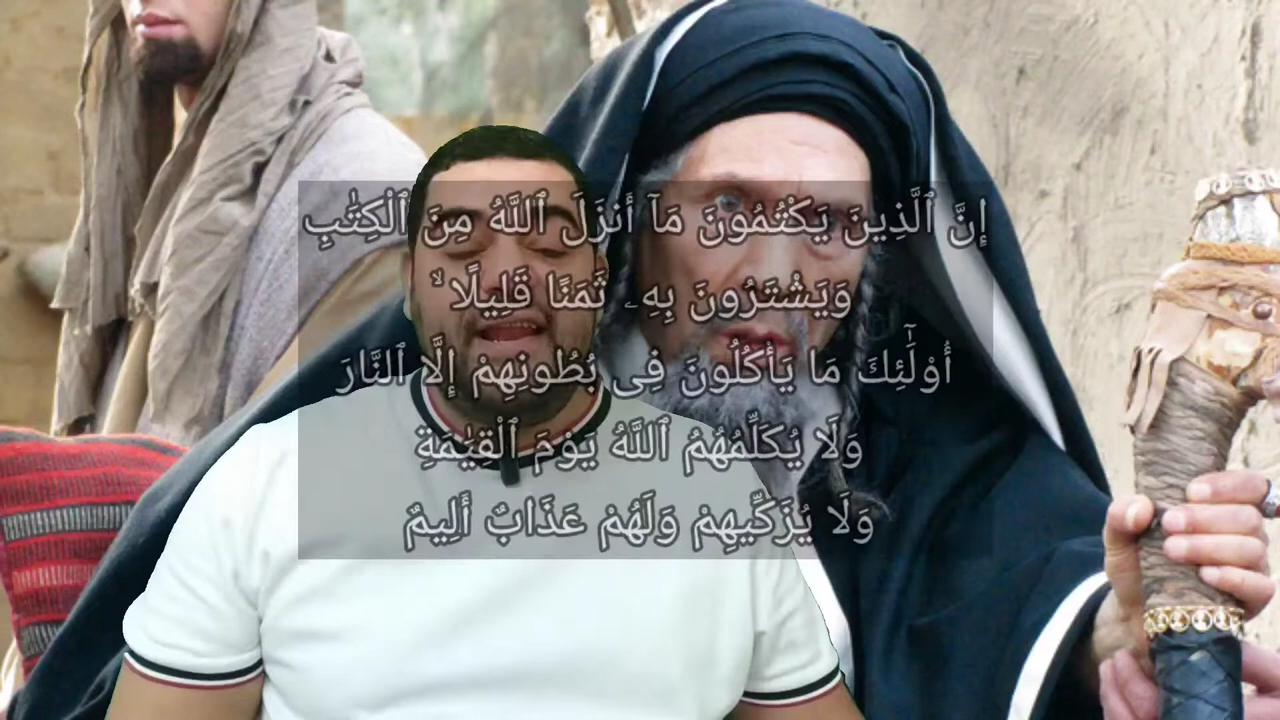 إِنَّ ٱلَّذِينَ يَكْتُمُونَ مَآ أَنزَلَ ٱللَّهُ مِنَ ٱلْكِتَٰبِ
وَيَشْتَرُونَ بِهِۦ ثَمَنًا قَلِيلًا ۙ
أُو۟لَٰٓئِكَ مَا يَأْكُلُونَ فِى بُطُونِهِمْ إِلَّا ٱلنَّارَ
وَلَا يُكَلِّمُهُمُ ٱللَّهُ يَوْمَ ٱلْقِيَٰمَةِ
وَلَا يُزَكِّيهِمْ وَلَهُمْ عَذَابٌ أَلِيمٌ